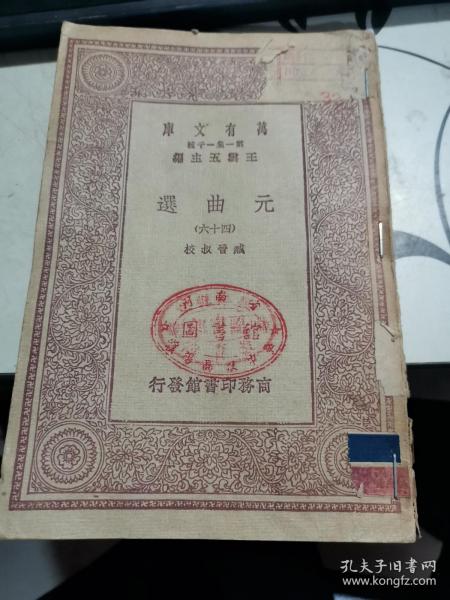 萬有文庫
第一集一千種
王雲五主編
元曲選
(四十六)
臧晉叔校
商務印書館發行
孔夫子旧书网
www.kongfz.com